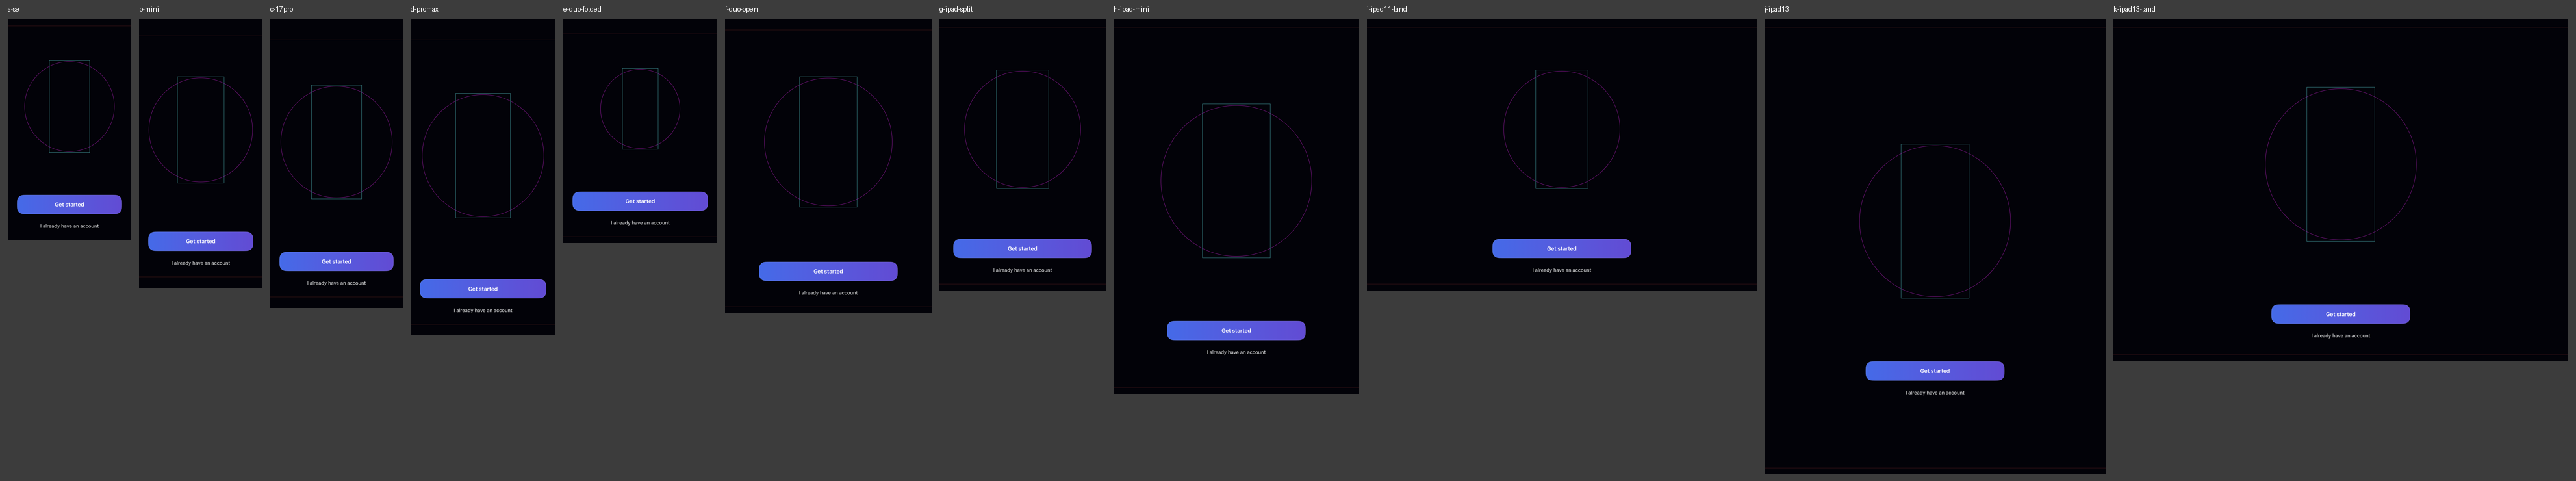 a-se
b-mini
c-17pro
d-promax
e-duo-folded
f-duo-open
g-ipad-split
h-ipad-mini
i-ipad11-land
j-ipad13
k-ipad13-land
Get started
I already have an account
Get started
I already have an account
Get started
I already have an account
Get started
I already have an account
Get started
I already have an account
Get started
I already have an account
Get started
I already have an account
Get started
I already have an account
Get started
I already have an account
Get started
I already have an account
Get started
I already have an account